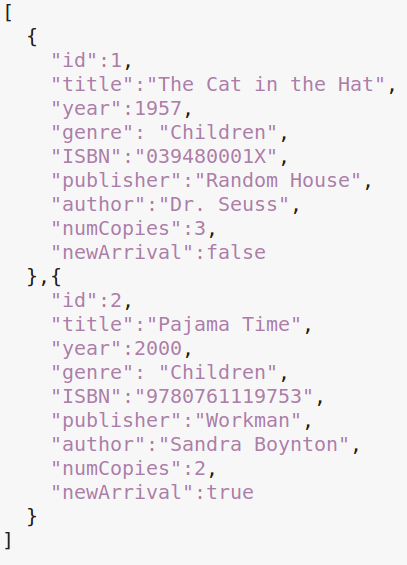 [
  {
    "id":1,
    "title":"The Cat in the Hat",
    "year":1957,
    "genre": "Children",
    "ISBN":"039480001X",
    "publisher":"Random House",
    "author":"Dr. Seuss",
    "numCopies":3,
    "newArrival":false
  },{
    "id":2,
    "title":"Pajama Time",
    "year":2000,
    "genre": "Children",
    "ISBN":"9780761119753",
    "publisher":"Workman",
    "author":"Sandra Boynton",
    "numCopies":2,
    "newArrival":true
  }
]